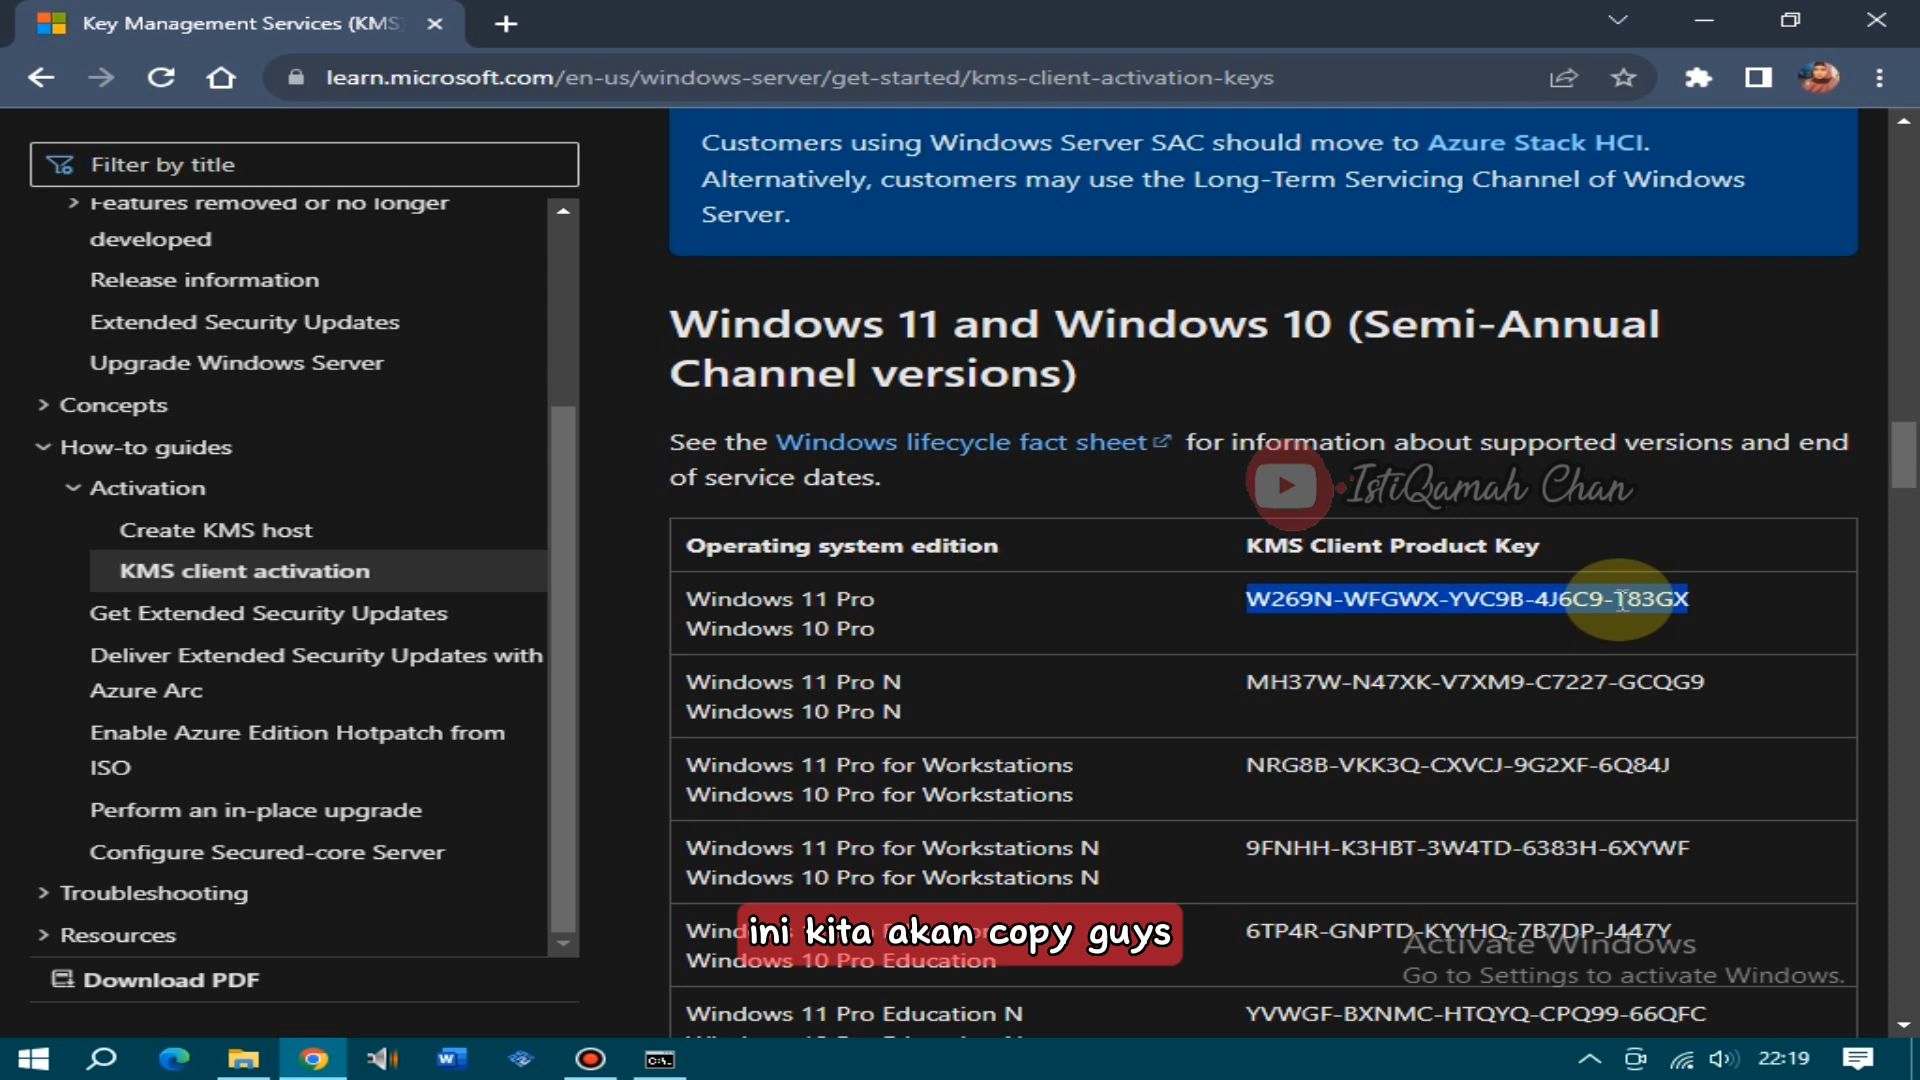 Key Management Services (KMS)
learn.microsoft.com/en-us/windows-server/get-started/kms-client-activation-keys
Filter by title
Features removed or no longer
developed
Release information
Extended Security Updates
Upgrade Windows Server
Concepts
How-to guides
Activation
Create KMS host
KMS client activation
Get Extended Security Updates
Deliver Extended Security Updates with
Azure Arc
Enable Azure Edition Hotpatch from
ISO
Perform an in-place upgrade
Configure Secured-core Server
Troubleshooting
Resources
Download PDF
Customers using Windows Server SAC should move to Azure Stack HCI.
Alternatively, customers may use the Long-Term Servicing Channel of Windows
Server.
Windows 11 and Windows 10 (Semi-Annual
Channel versions)
See the Windows lifecycle fact sheet for information about supported versions and end
of service dates.
IstiQamah Chan
Operating system edition KMS Client Product Key
Windows 11 Pro W269N-WFGWX-YVC9B-4J6C9-T83GX
Windows 10 Pro
Windows 11 Pro N MH37W-N47XK-V7XM9-C7227-GCQG9
Windows 10 Pro N
Windows 11 Pro for Workstations NRG8B-VKK3Q-CXVCJ-9G2XF-6Q84J
Windows 10 Pro for Workstations
Windows 11 Pro for Workstations N 9FNHH-K3HBT-3W4TD-6383H-6XYWF
Windows 10 Pro for Workstations N
6TP4R-GNPTD-KYYHQ-7B7DP-J447Y
ini kita akan copy guys
Windows 10 Pro Education
Activate Windows
Go to Settings to activate Windows.
Windows 11 Pro Education N YVWGF-BXNMC-HTQYQ-CPQ99-66QFC
22:19